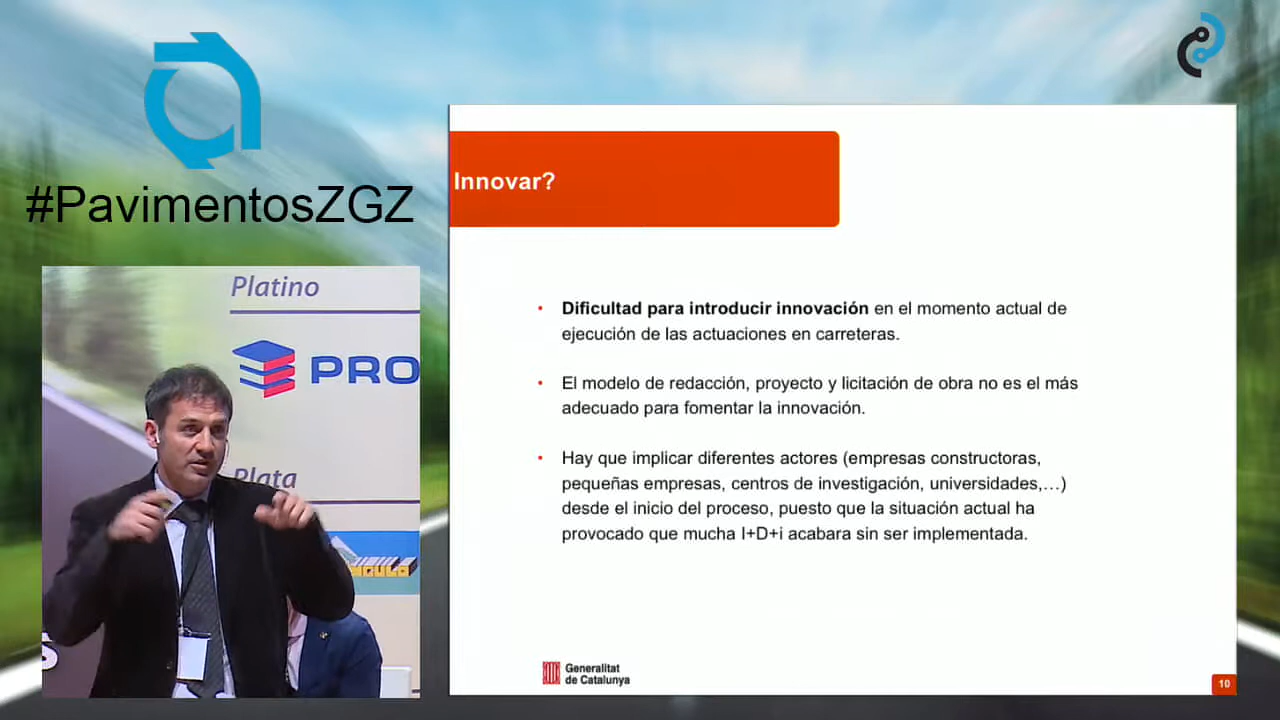 #PavimentosZGZ
Platino
PRO
Plata
Innovar?
• Dificultad para introducir innovación en el momento actual de
ejecución de las actuaciones en carreteras.
• El modelo de redacción, proyecto y licitación de obra no es el más
adecuado para fomentar la innovación.
• Hay que implicar diferentes actores (empresas constructoras,
pequeñas empresas, centros de investigación, universidades,…)
desde el inicio del proceso, puesto que la situación actual ha
provocado que mucha I+D+i acabara sin ser implementada.
Generalitat
de Catalunya
10